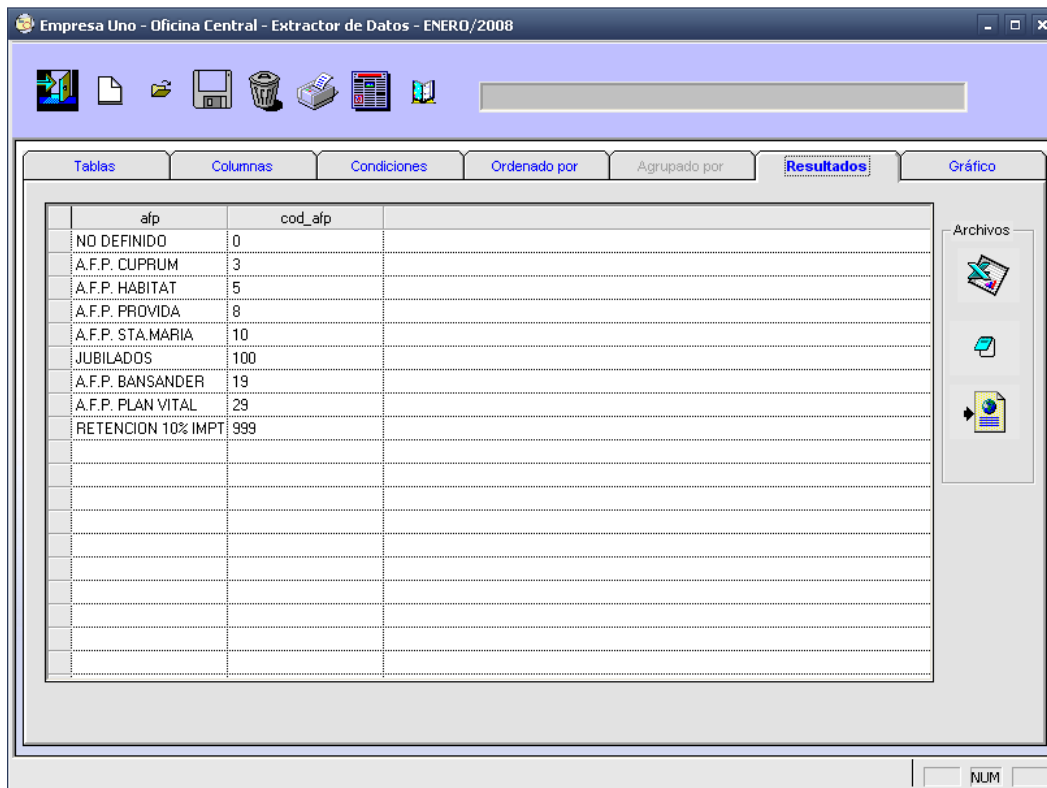 Empresa Uno - Oficina Central - Extractor de Datos - ENERO/2008
Tablas Columnas Condiciones Ordenado por Agrupado por Resultados Gráfico
afp cod_afp
Archivos
NO DEFINIDO 0
A.F.P. CUPRUM 3
A.F.P. HABITAT 5
A.F.P. PROVIDA 8
A.F.P. STA.MARIA 10
JUBILADOS 100
A.F.P. BANSANDER 19
A.F.P. PLAN VITAL 29
RETENCION 10% IMPT 999
NUM